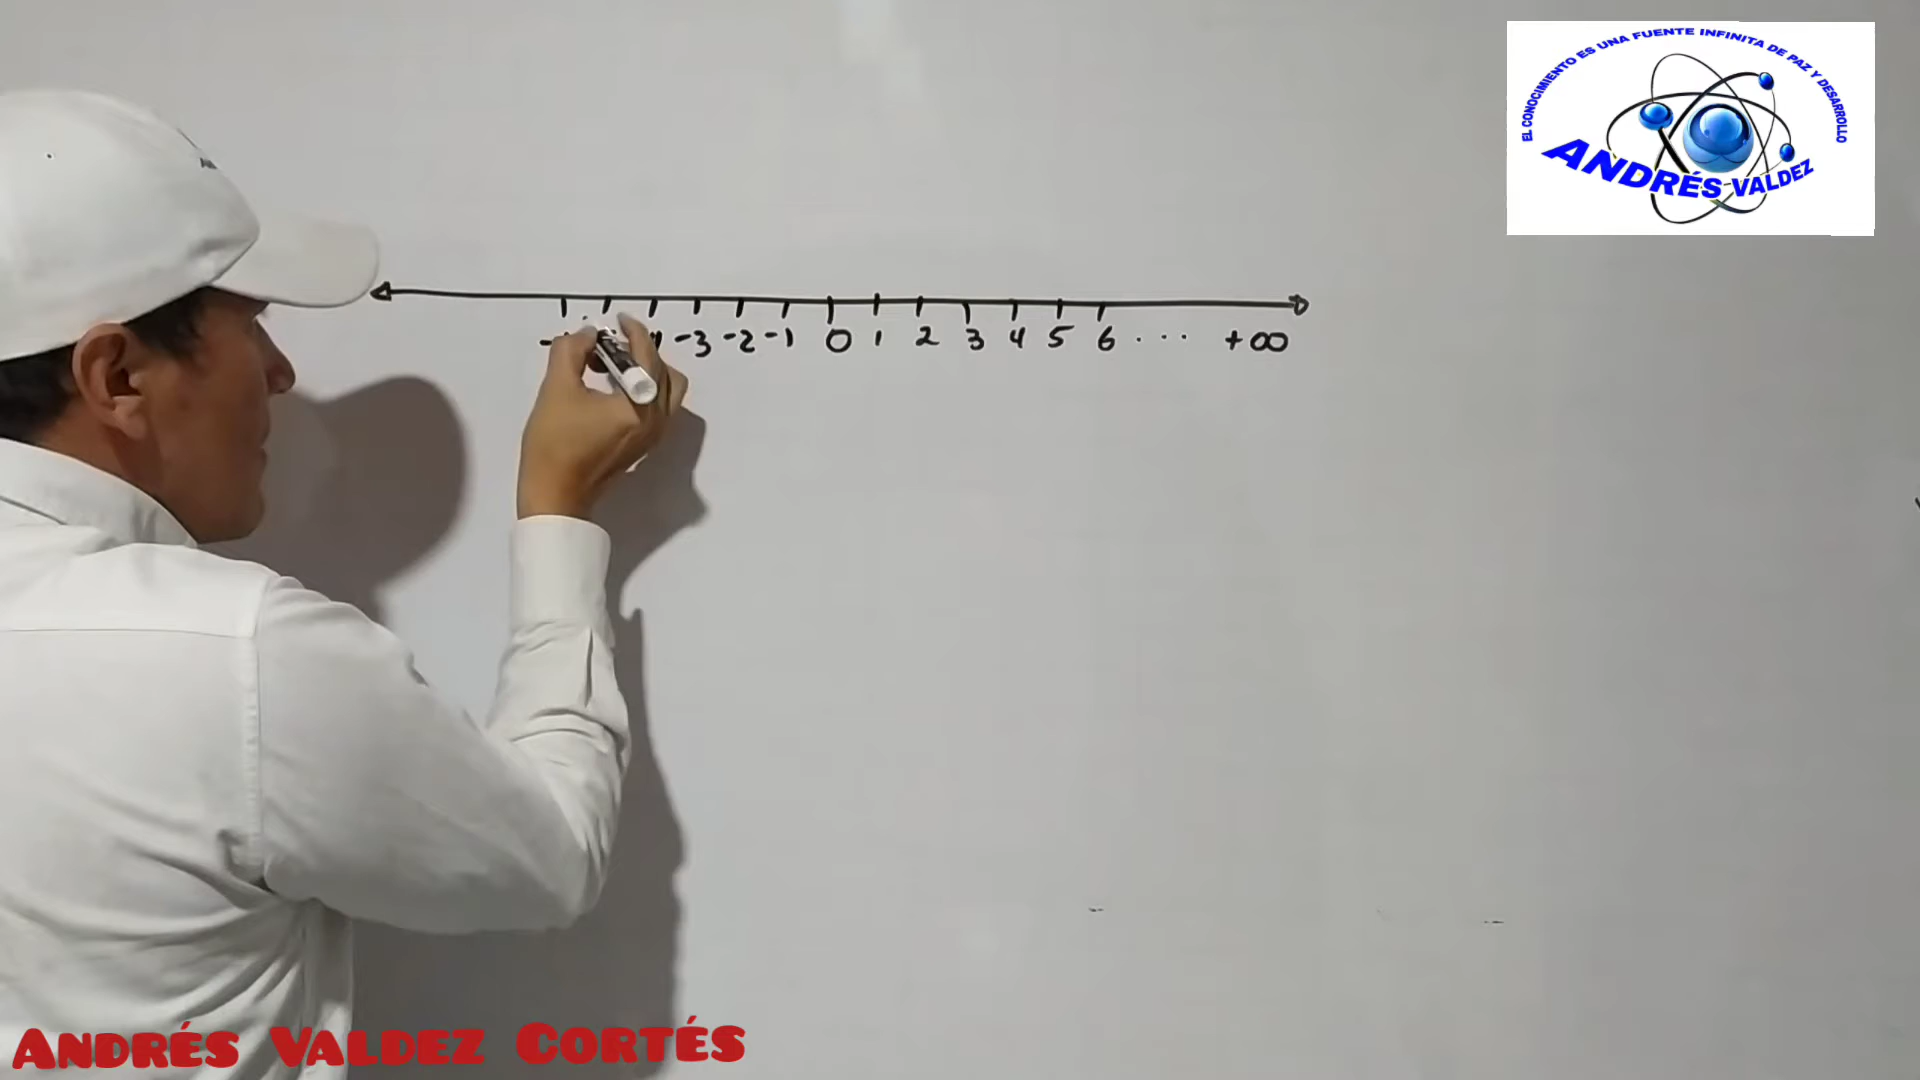 EL CONOCIMIENTO ES UNA FUENTE INFINITA DE PAZ Y DESARROLLO
ANDRÉS VALDEZ
-3 -2 -1 0 1 2 3 4 5 6 ... +∞
ANDRÉS VALDEZ CORTÉS